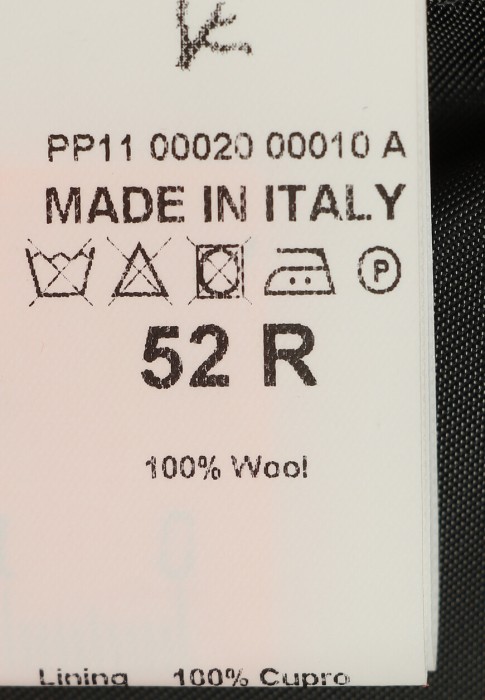 PP11 00020 00010 A
MADE IN ITALY
P
52 R
100% Wool
Lining 100% Cupro